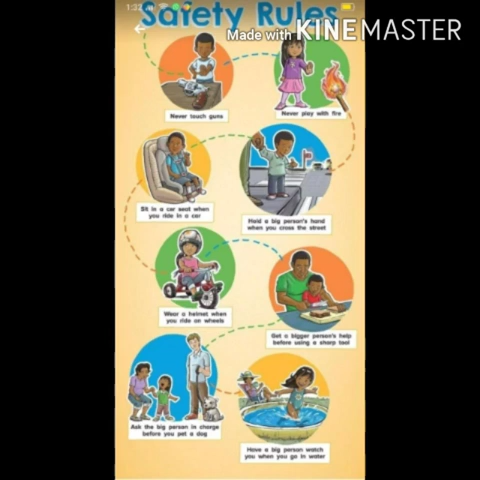 Safety Rules
1:33
Made with KINEMASTER
Never touch guns
Never play with fire
Sit in a car seat when
you ride in a car
Hold a big person's hand
when you cross the street
Wear a helmet when
you ride on wheels
Get a bigger person's help
before using a sharp tool
Ask the big person in charge
before you pet a dog
Have a big person watch
you when you go in water